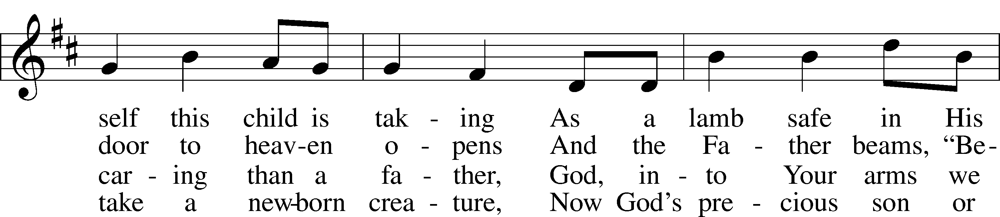 self this child is tak - ing As a lamb safe in His
door to heav-en o - pens And the Fa - ther beams, “Be-
car - ing than a fa - ther, God, in - to Your arms we
take a new-born crea - ture, Now God’s pre - cious son or